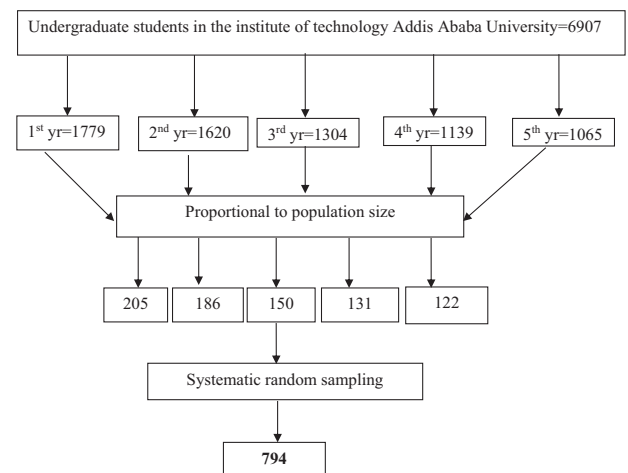 Undergraduate students in the institute of technology Addis Ababa University=6907
1st yr=1779
2nd yr=1620
3rd yr=1304
4th yr=1139
5th yr=1065
Proportional to population size
205
186
150
131
122
Systematic random sampling
794